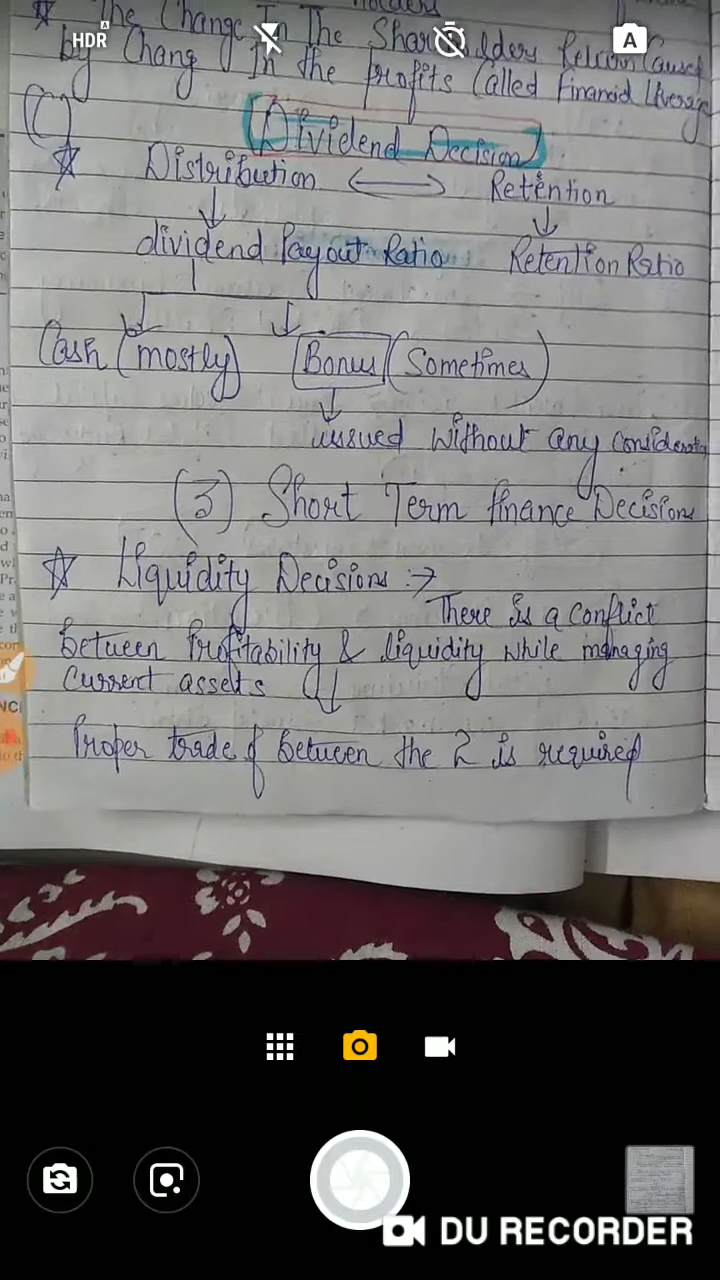 Holders
HDR A
A
☆ The Change In The Shareholders Return Caused
by Chang In the profits Called Financial Liverage
(C)
Dividend Decision
☆ Distribution ⟷ Retention
↓ ↓
dividend Payout Ratio Retention Ratio
↓ ↓
Cash (mostly) Bonus (Sometimes)
↓
issued without any consideration
(3) Short Term finance Decisions
☆ Liquidity Decisions :→
There is a conflict
between Profitability & liquidity while managing
current assets ↓
Proper trade of between the 2 is required
DU RECORDER